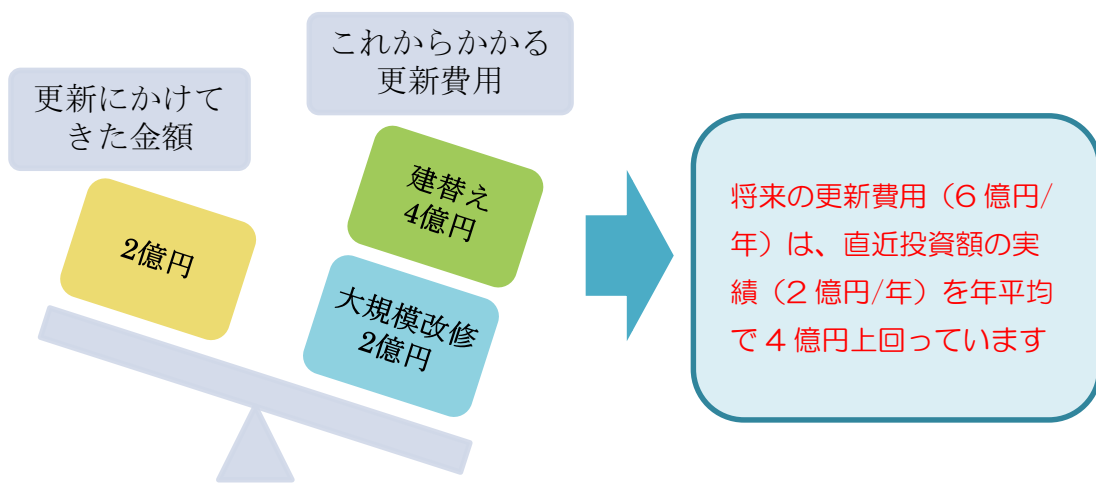 更新にかけて
きた金額
2億円
これからかかる
更新費用
建替え
4億円
大規模改修
2億円
将来の更新費用（6 億円/
年）は、直近投資額の実
績（2 億円/年）を年平均
で 4 億円上回っています